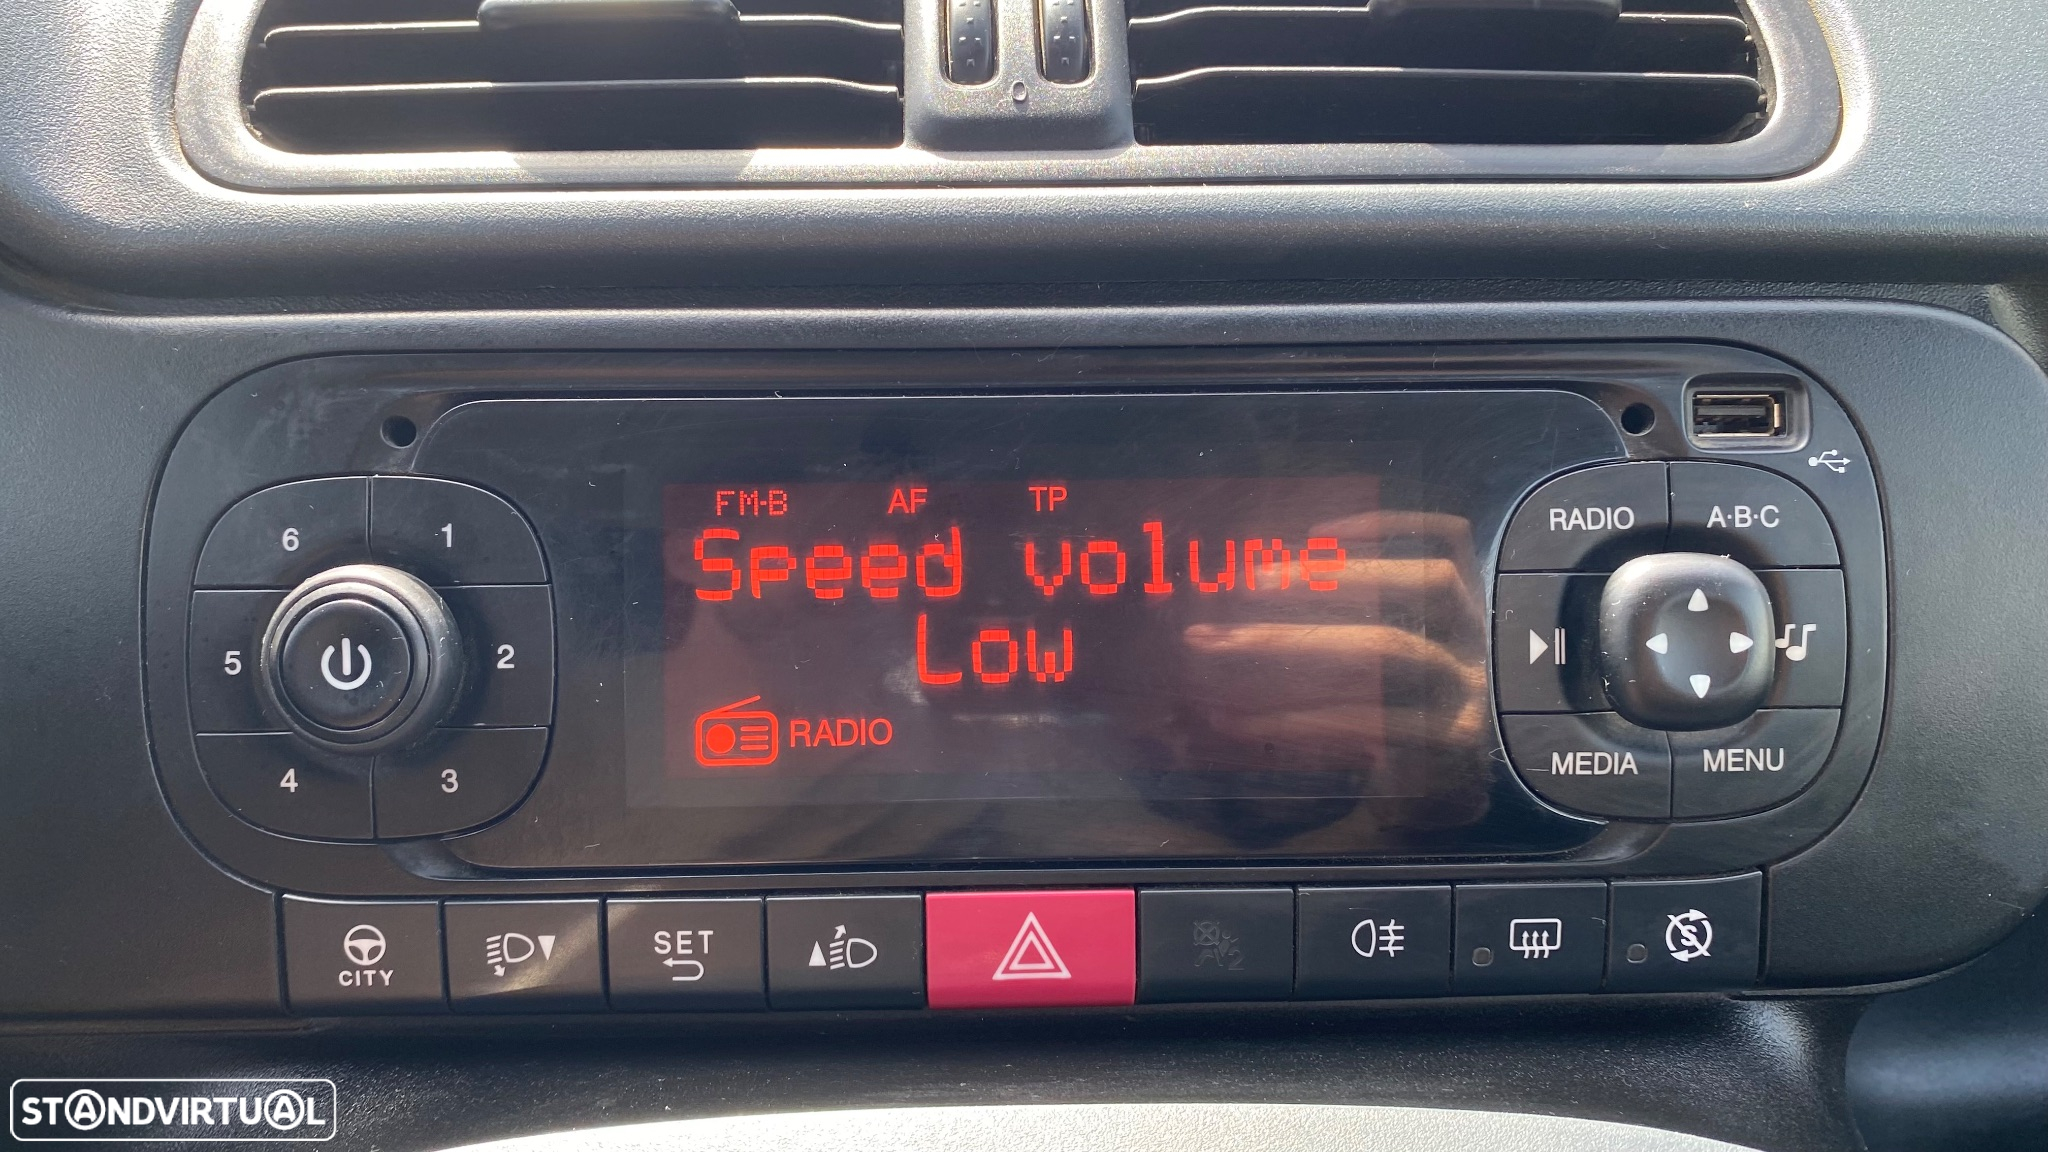 FM-B AF TP
Speed volume
Low
RADIO
6 1
5 2
4 3
RADIO A·B·C
MEDIA MENU
CITY
SET
STANDVIRTUAL